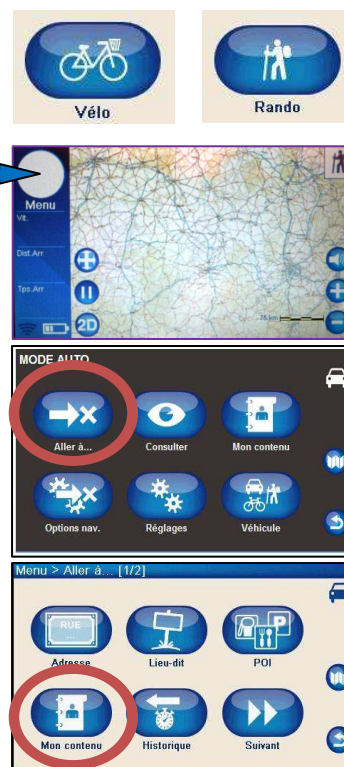 Vélo
Rando
Menu
Vit.
Dist.Arr
Tps.Arr
2D
MODE AUTO
Aller à...
Consulter
Mon contenu
Options nav.
Réglages
Véhicule
Menu > Aller à... [1/2]
RUE
P
Adresse
Lieu-dit
POI
Mon contenu
Historique
Suivant